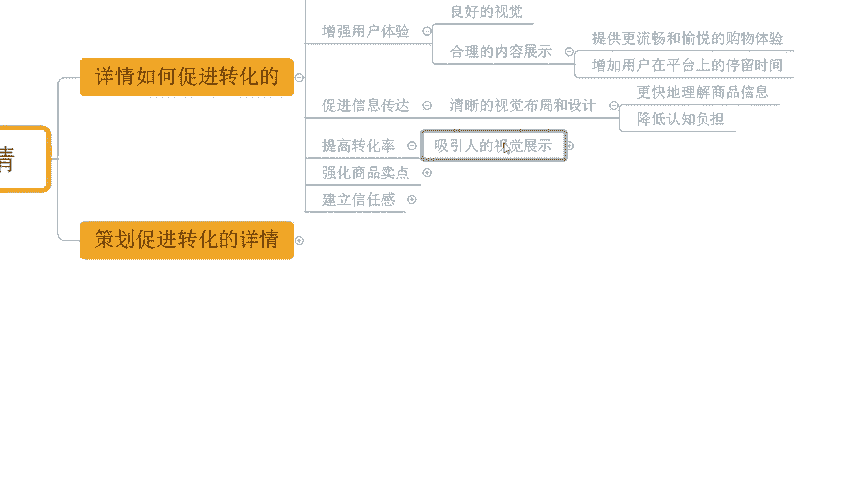 良好的视觉
增强用户体验
合理的内容展示
提供更流畅和愉悦的购物体验
增加用户在平台上的停留时间
详情如何促进转化的
促进信息传达
清晰的视觉布局和设计
更快地理解商品信息
降低认知负担
情
提高转化率
吸引人的视觉展示
强化商品卖点
建立信任感
策划促进转化的详情